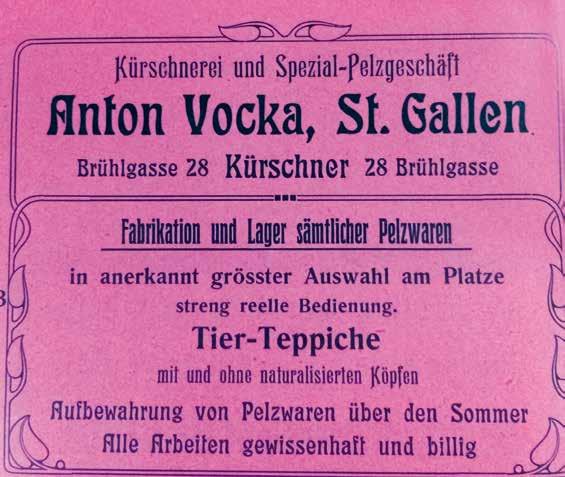 Kürschnerei und Spezial-Pelzgeschäft
Anton Vocka, St. Gallen
Brühlgasse 28 Kürschner 28 Brühlgasse
Fabrikation und Lager sämtlicher Pelzwaren
in anerkannt grösster Auswahl am Platze
streng reelle Bedienung.
Tier-Teppiche
mit und ohne naturalisierten Köpfen
Aufbewahrung von Pelzwaren über den Sommer
Alle Arbeiten gewissenhaft und billig